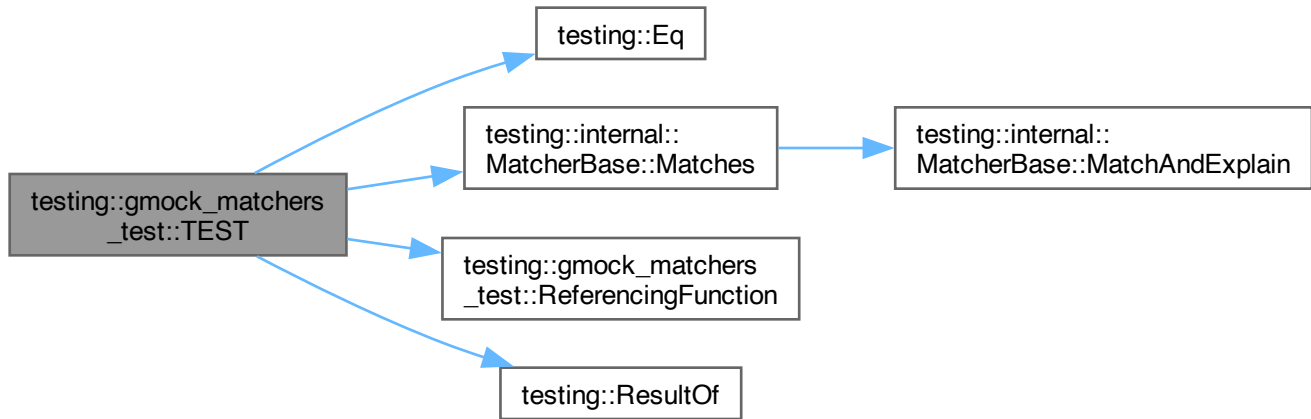 testing::Eq
testing::internal::
MatcherBase::Matches
testing::internal::
MatcherBase::MatchAndExplain
testing::gmock_matchers
_test::TEST
testing::gmock_matchers
_test::ReferencingFunction
testing::ResultOf